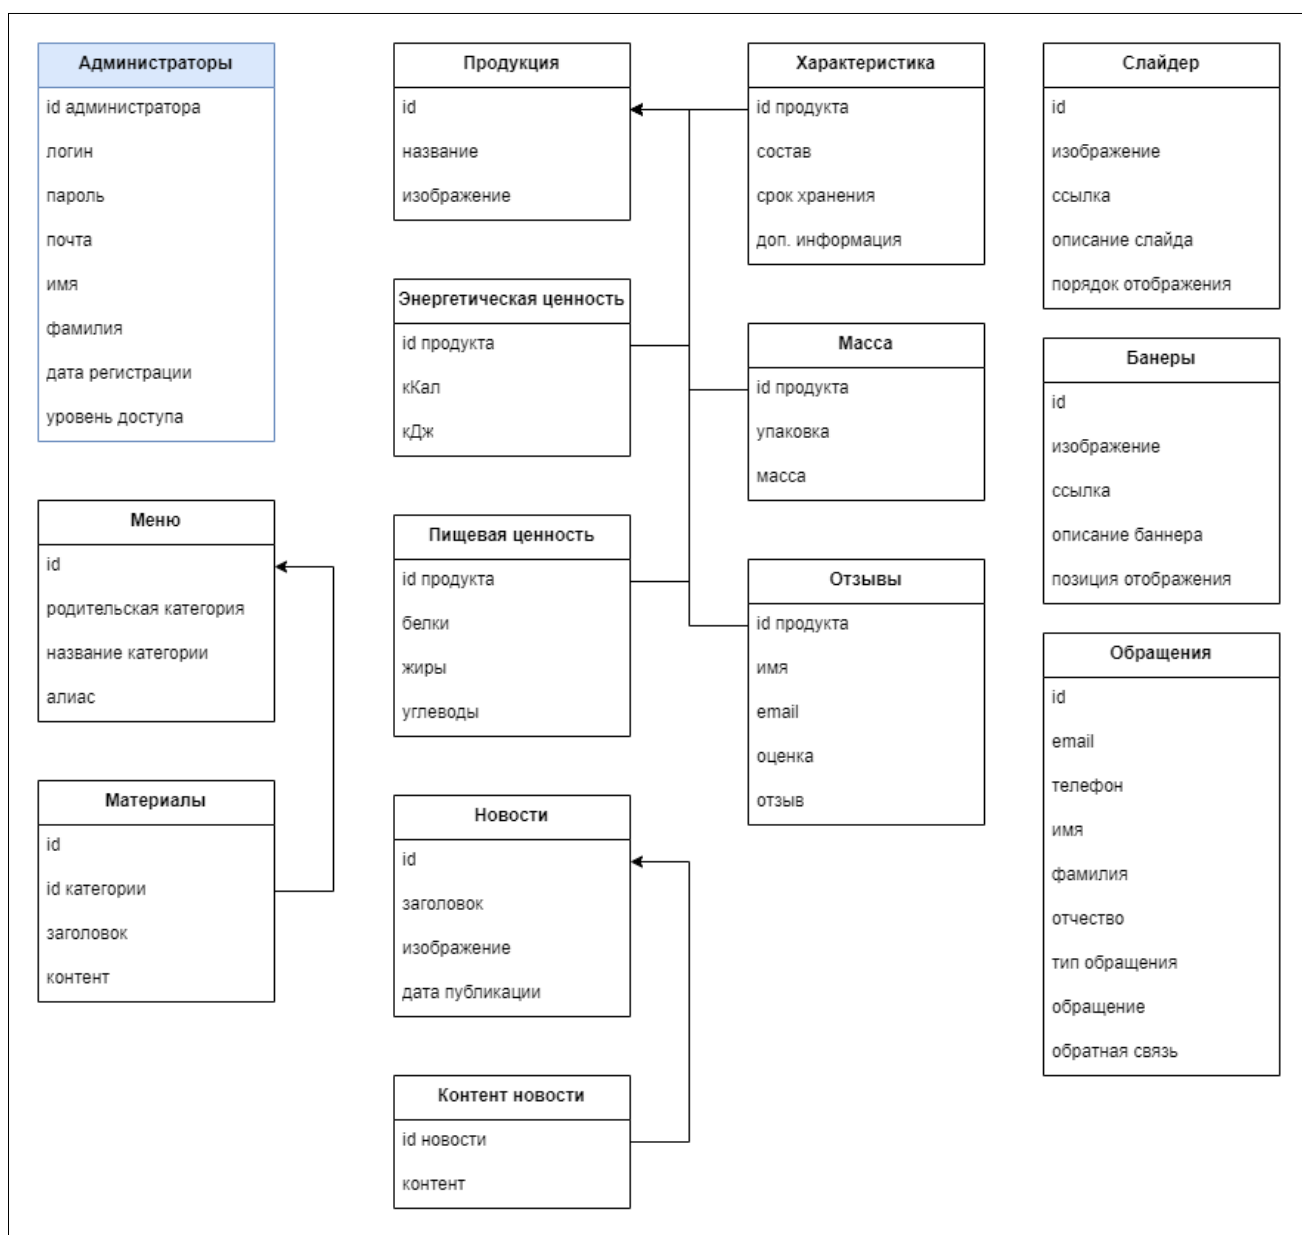 Администраторы
id администратора
логин
пароль
почта
имя
фамилия
дата регистрации
уровень доступа
Меню
id
родительская категория
название категории
алиас
Материалы
id
id категории
заголовок
контент
Продукция
id
название
изображение
Энергетическая ценность
id продукта
кКал
кДж
Пищевая ценность
id продукта
белки
жиры
углеводы
Новости
id
заголовок
изображение
дата публикации
Контент новости
id новости
контент
Характеристика
id продукта
состав
срок хранения
доп. информация
Масса
id продукта
упаковка
масса
Отзывы
id продукта
имя
email
оценка
отзыв
Слайдер
id
изображение
ссылка
описание слайда
порядок отображения
Банеры
id
изображение
ссылка
описание баннера
позиция отображения
Обращения
id
email
телефон
имя
фамилия
отчество
тип обращения
обращение
обратная связь